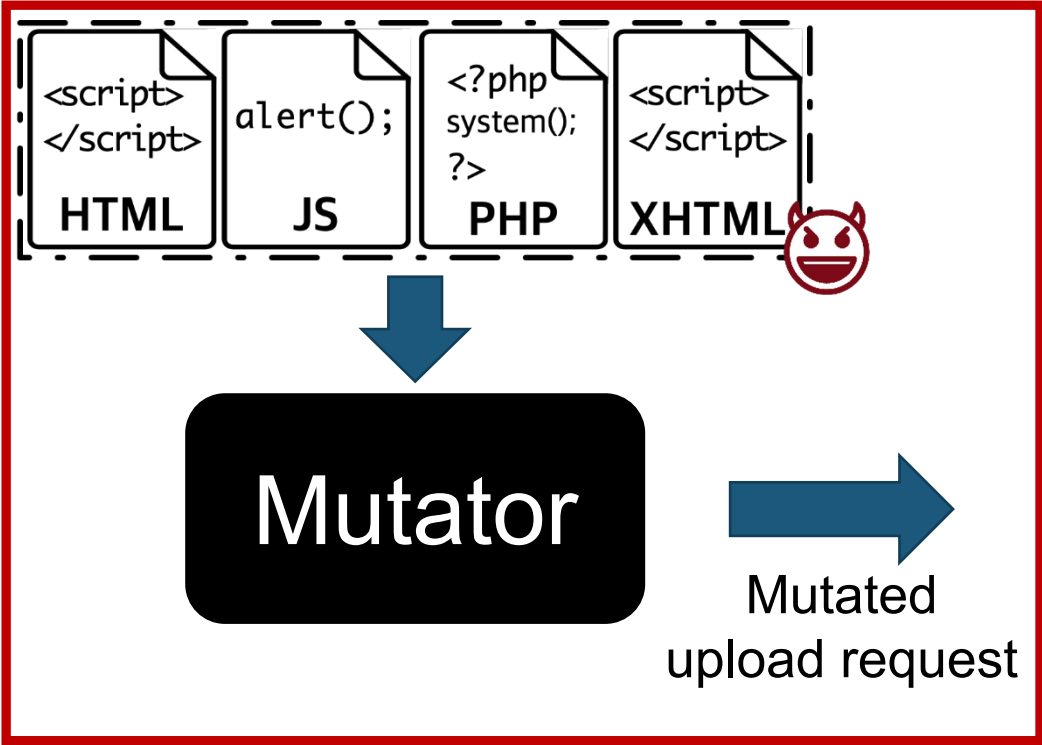 <script>
</script>
HTML
alert();
JS
<?php
system();
?>
PHP
<script>
</script>
XHTML
Mutator
Mutated
upload request